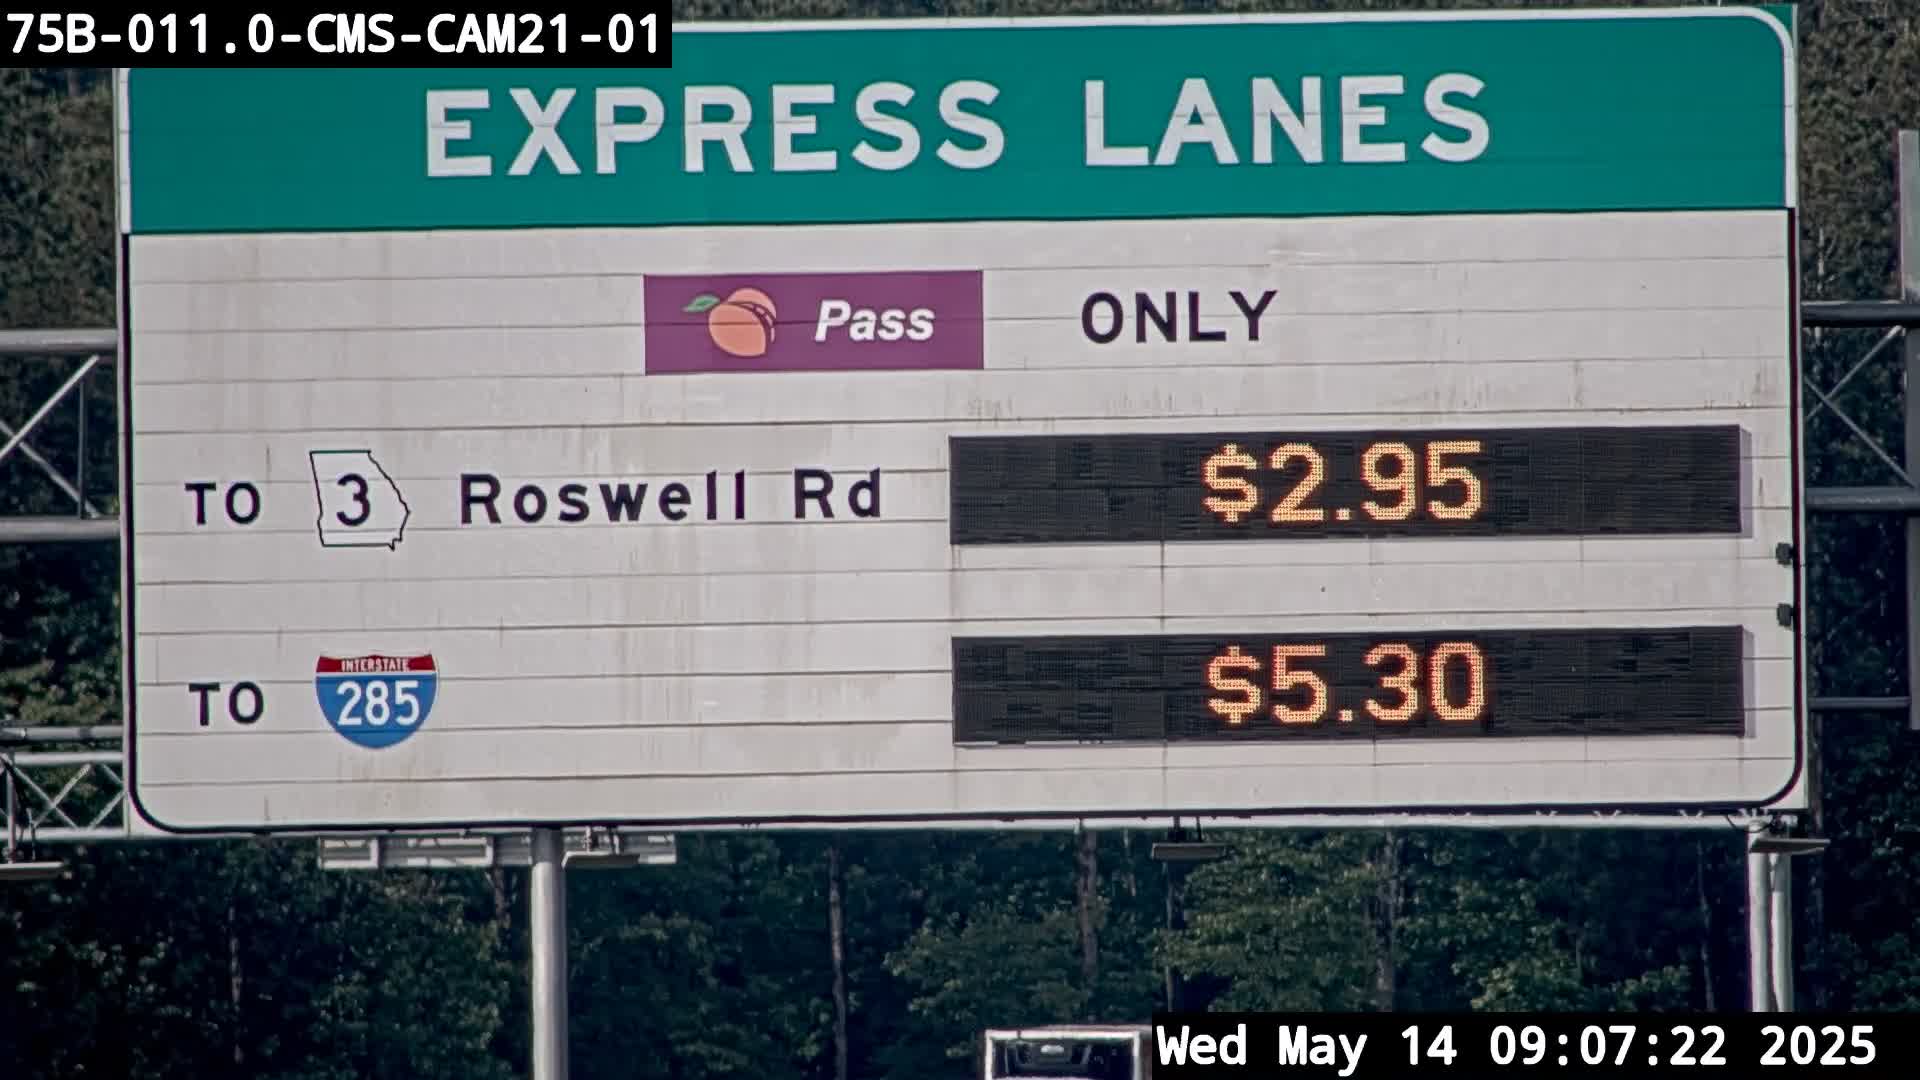 75B-011.0-CMS-CAM21-01
EXPRESS LANES
Pass ONLY
TO 3 Roswell Rd $2.95
TO INTERSTATE 285 $5.30
Wed May 14 09:07:22 2025